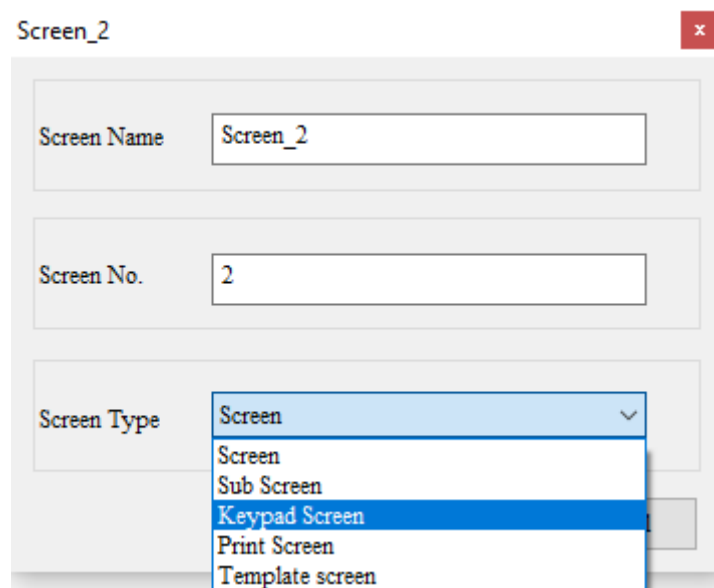 Screen_2
x
Screen Name Screen_2
Screen No. 2
Screen Type Screen
Screen
Sub Screen
Keypad Screen
Print Screen
Template screen